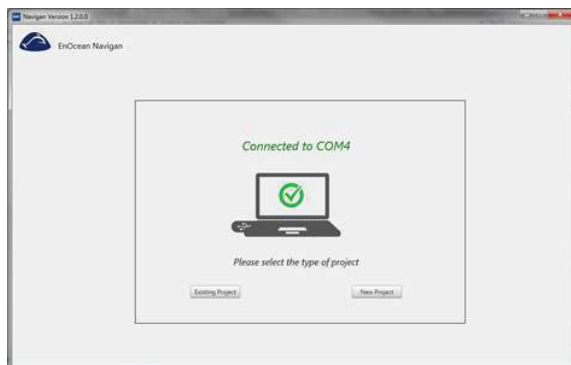 Navigan Version 1.2.0.0
EnOcean Navigan
Connected to COM4
Please select the type of project
Existing Project
New Project